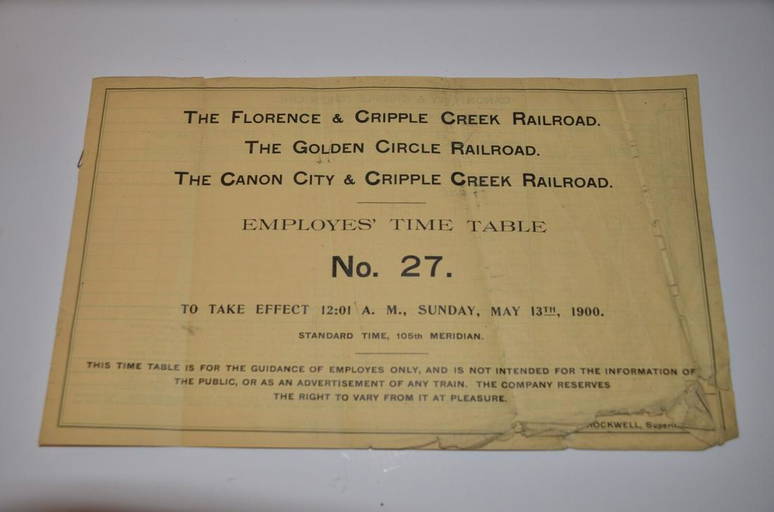 THE FLORENCE & CRIPPLE CREEK RAILROAD.
THE GOLDEN CIRCLE RAILROAD.
THE CANON CITY & CRIPPLE CREEK RAILROAD.
EMPLOYES' TIME TABLE
No. 27.
TO TAKE EFFECT 12:01 A. M., SUNDAY, MAY 13TH, 1900.
STANDARD TIME, 105th MERIDIAN.
THIS TIME TABLE IS FOR THE GUIDANCE OF EMPLOYES ONLY, AND IS NOT INTENDED FOR THE INFORMATION OF
THE PUBLIC, OR AS AN ADVERTISEMENT OF ANY TRAIN. THE COMPANY RESERVES
THE RIGHT TO VARY FROM IT AT PLEASURE.
ROCKWELL,